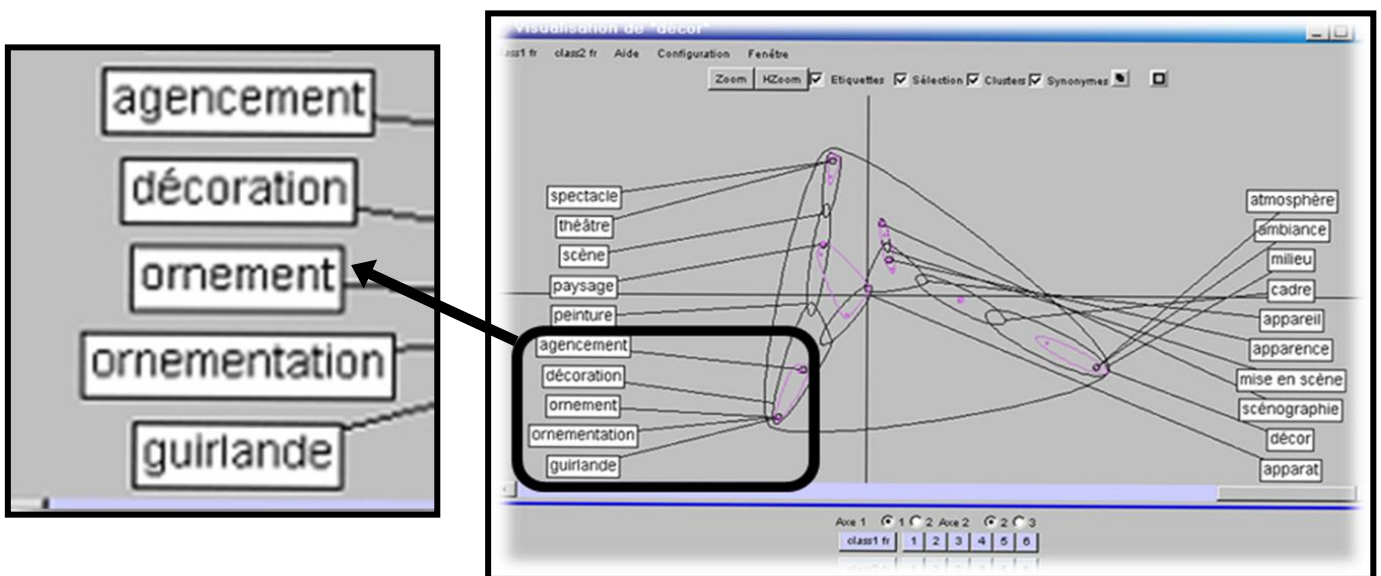 agencement
décoration
ornement
ornementation
guirlande
Visualisation de "décor"
class2 fr Aide Configuration Fenêtre
Zoom HZoom Etiquettes Sélection Clusters Synonymes
spectacle
théâtre
scène
paysage
peinture
agencement
décoration
ornement
ornementation
guirlande
atmosphère
ambiance
milieu
cadre
appareil
apparence
mise en scène
scénographie
décor
apparat
Axe 1 1 2 Axe 2 2 3
class1 fr 1 2 3 4 5 6